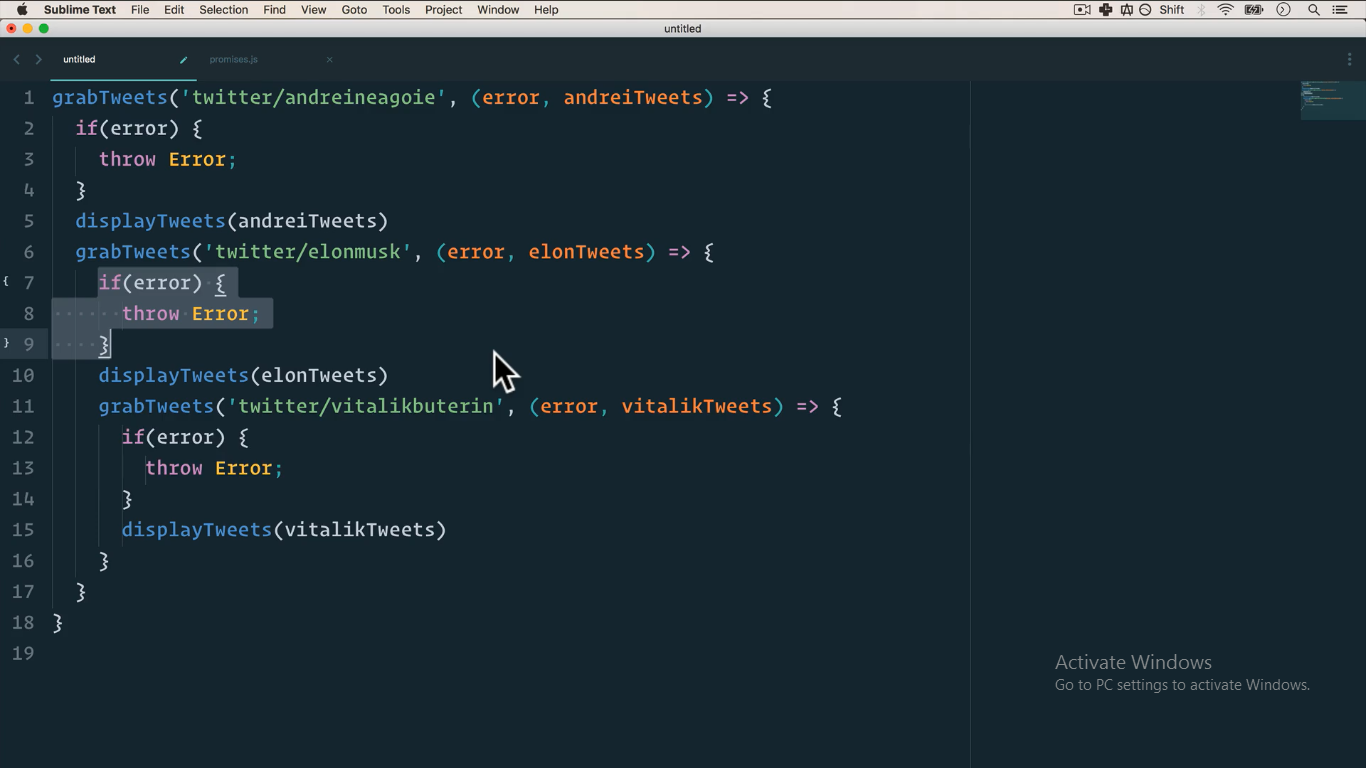 Sublime Text File Edit Selection Find View Goto Tools Project Window Help Shift
untitled
untitled promises.js
1 grabTweets('twitter/andreineagoie', (error, andreiTweets) => {
2 if(error) {
3 throw Error;
4 }
5 displayTweets(andreiTweets)
6 grabTweets('twitter/elonmusk', (error, elonTweets) => {
7 if(error) {
8 throw Error;
9 }
10 displayTweets(elonTweets)
11 grabTweets('twitter/vitalikbuterin', (error, vitalikTweets) => {
12 if(error) {
13 throw Error;
14 }
15 displayTweets(vitalikTweets)
16 }
17 }
18 }
19
Activate Windows
Go to PC settings to activate Windows.